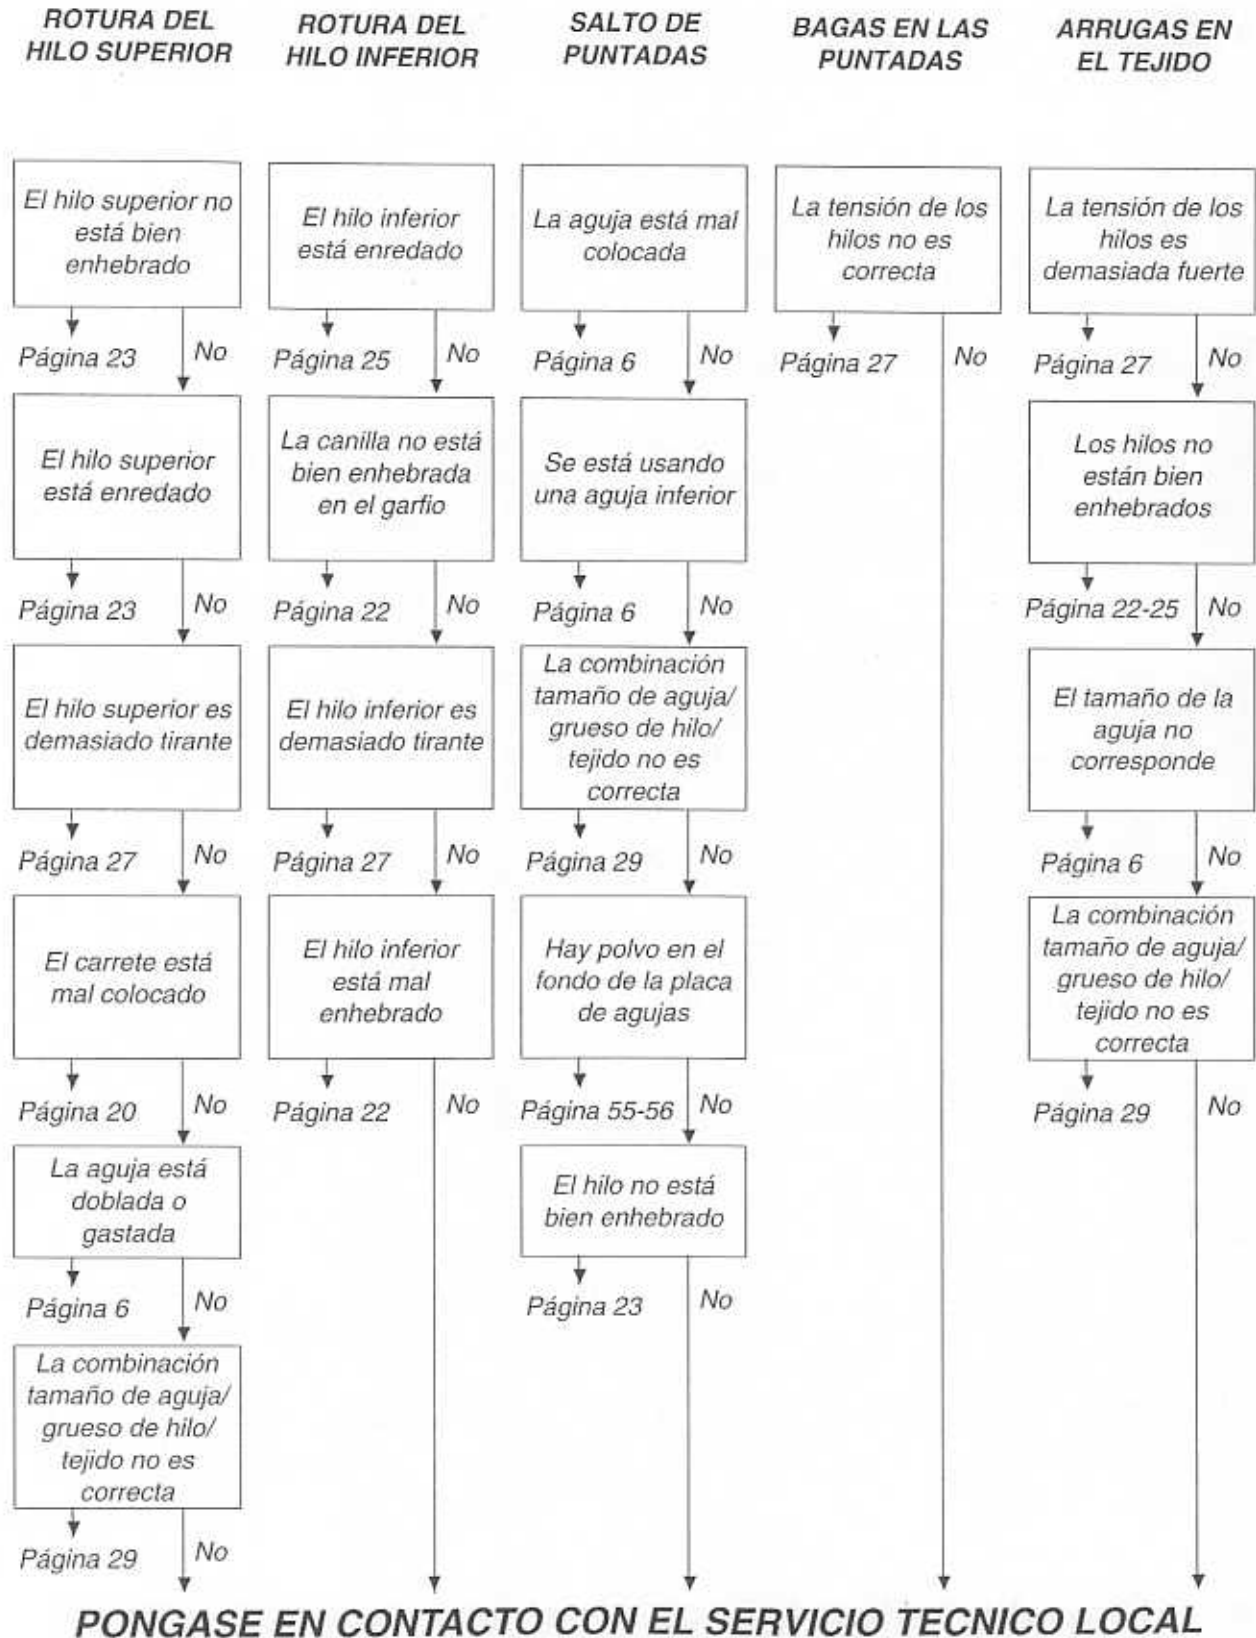 ROTURA DEL
HILO SUPERIOR
El hilo superior no
está bien
enhebrado
Página 23
No
El hilo superior
está enredado
Página 23
No
El hilo superior es
demasiado tirante
Página 27
No
El carrete está
mal colocado
Página 20
No
La aguja está
doblada o
gastada
Página 6
No
La combinación
tamaño de aguja/
grueso de hilo/
tejido no es
correcta
Página 29
No
ROTURA DEL
HILO INFERIOR
El hilo inferior
está enredado
Página 25
No
La canilla no está
bien enhebrada
en el garfio
Página 22
No
El hilo inferior es
demasiado tirante
Página 27
No
El hilo inferior
está mal
enhebrado
Página 22
No
SALTO DE
PUNTADAS
La aguja está mal
colocada
Página 6
No
Se está usando
una aguja inferior
Página 6
No
La combinación
tamaño de aguja/
grueso de hilo/
tejido no es
correcta
Página 29
No
Hay polvo en el
fondo de la placa
de agujas
Página 55-56
No
El hilo no está
bien enhebrado
Página 23
No
BAGAS EN LAS
PUNTADAS
La tensión de los
hilos no es
correcta
Página 27
No
ARRUGAS EN
EL TEJIDO
La tensión de los
hilos es
demasiada fuerte
Página 27
No
Los hilos no
están bien
enhebrados
Página 22-25
No
El tamaño de la
aguja no
corresponde
Página 6
No
La combinación
tamaño de aguja/
grueso de hilo/
tejido no es
correcta
Página 29
No
PONGASE EN CONTACTO CON EL SERVICIO TECNICO LOCAL